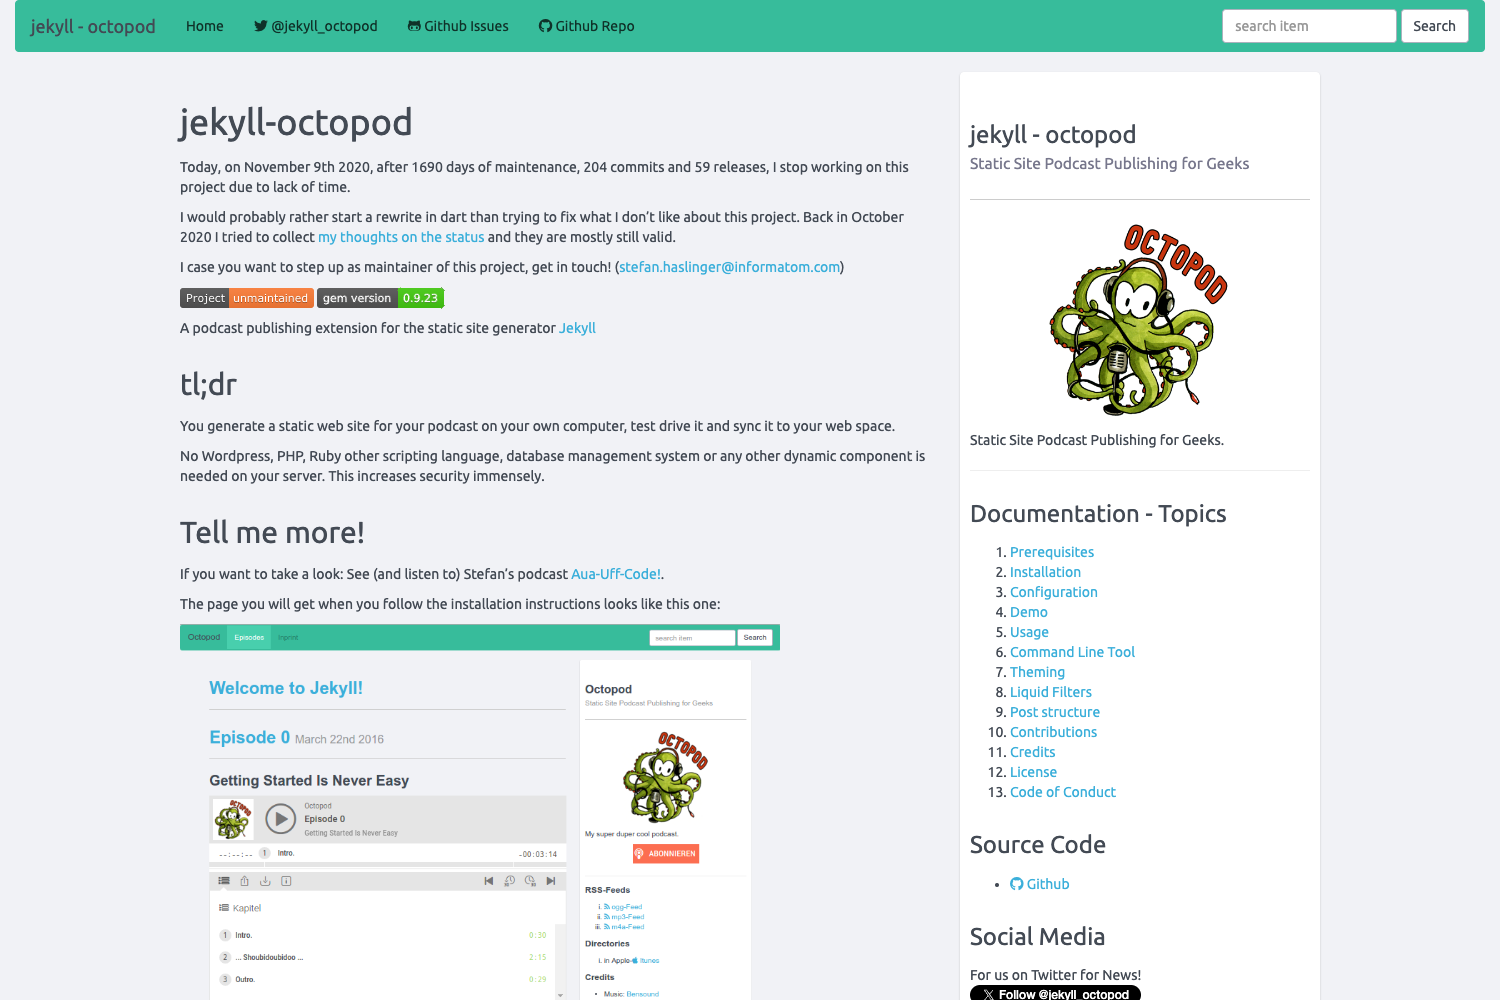 jekyll - octopod
Home
@jekyll_octopod
Github Issues
Github Repo
search item
Search
jekyll-octopod
Today, on November 9th 2020, after 1690 days of maintenance, 204 commits and 59 releases, I stop working on this
project due to lack of time.
I would probably rather start a rewrite in dart than trying to fix what I don’t like about this project. Back in October
2020 I tried to collect my thoughts on the status and they are mostly still valid.
I case you want to step up as maintainer of this project, get in touch! (stefan.haslinger@informatom.com)
Project unmaintained gem version 0.9.23
A podcast publishing extension for the static site generator Jekyll
tl;dr
You generate a static web site for your podcast on your own computer, test drive it and sync it to your web space.
No Wordpress, PHP, Ruby other scripting language, database management system or any other dynamic component is
needed on your server. This increases security immensely.
Tell me more!
If you want to take a look: See (and listen to) Stefan’s podcast Aua-Uff-Code!.
The page you will get when you follow the installation instructions looks like this one:
Octopod
Episodes
Inprint
search item
Search
Welcome to Jekyll!
Episode 0 March 22nd 2016
Getting Started Is Never Easy
OCTOPOD
Octopod
Episode 0
Getting Started Is Never Easy
--:--:-- 1 Intro. -00:03:14
Kapitel
1 Intro. 0:30
2 ... Shoubidoubidoo ... 2:15
3 Outro. 0:29
Octopod
Static Site Podcast Publishing for Geeks
OCTOPOD
My super duper cool podcast.
ABONNIEREN
RSS-Feeds
i. ogg-Feed
ii. mp3-Feed
iii. m4a-Feed
Directories
i. in Apple- Itunes
Credits
• Music: Bensound
jekyll - octopod
Static Site Podcast Publishing for Geeks
OCTOPOD
Static Site Podcast Publishing for Geeks.
Documentation - Topics
1. Prerequisites
2. Installation
3. Configuration
4. Demo
5. Usage
6. Command Line Tool
7. Theming
8. Liquid Filters
9. Post structure
10. Contributions
11. Credits
12. License
13. Code of Conduct
Source Code
• Github
Social Media
For us on Twitter for News!
Follow @jekyll_octopod